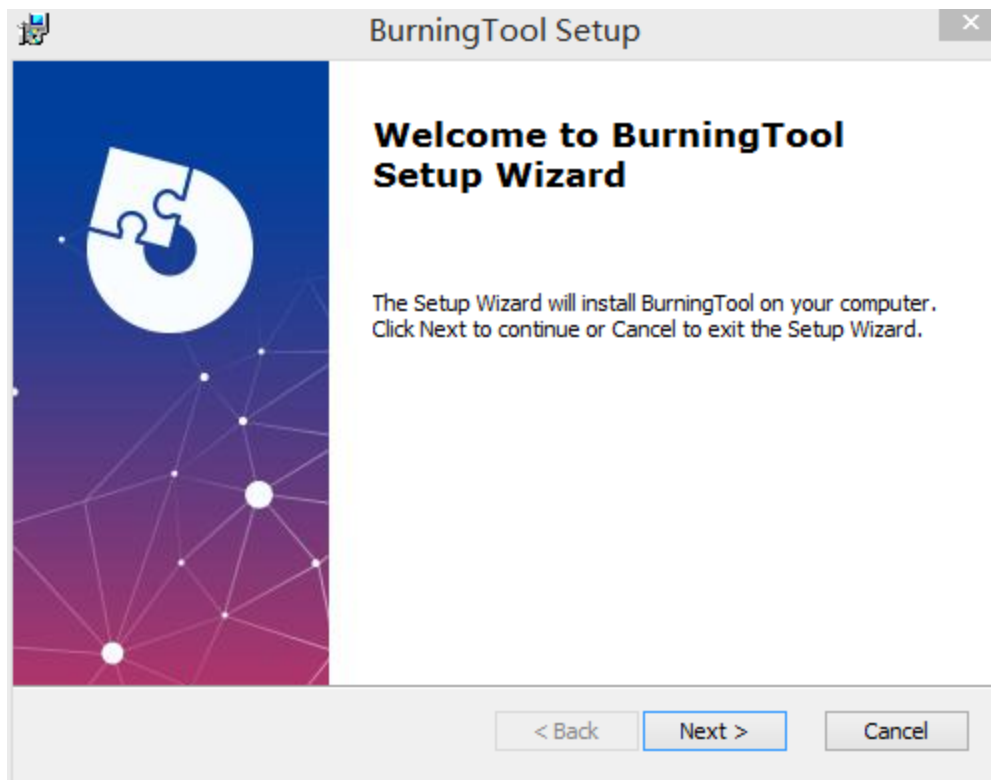 BurningTool Setup
Welcome to BurningTool
Setup Wizard
The Setup Wizard will install BurningTool on your computer.
Click Next to continue or Cancel to exit the Setup Wizard.
< Back Next > Cancel